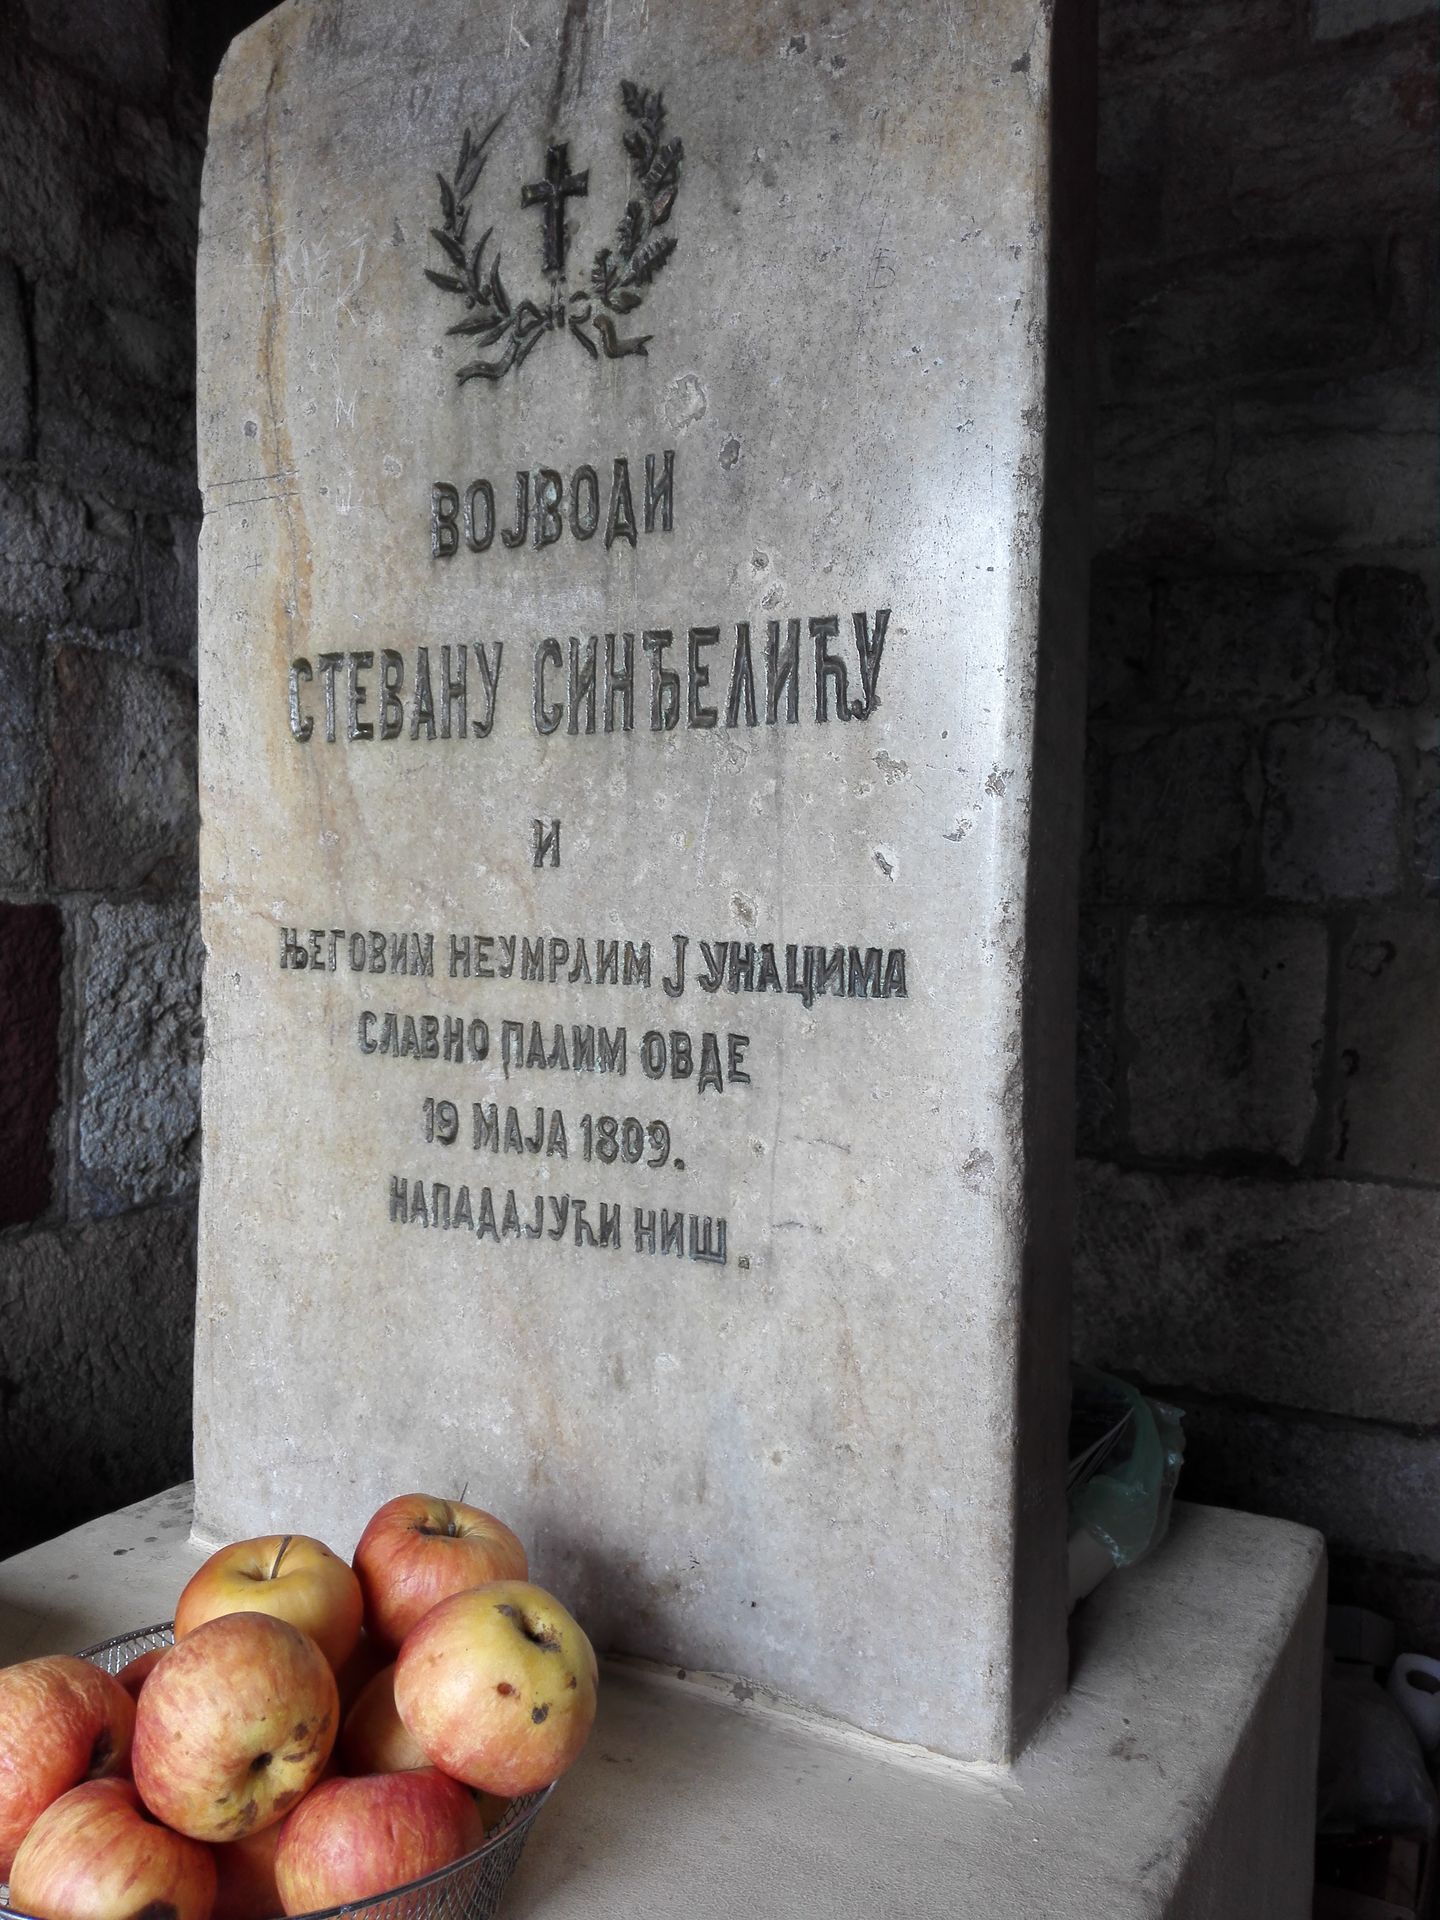 ВОЈВОДИ
СТЕВАНУ СИНЂЕЛИЋУ
И
ЊЕГОВИМ НЕУМРЛИМ ЈУНАЦИМА
СЛАВНО ПАЛИМ ОВДЕ
19 МАЈА 1809.
НАПАДАЈУЋИ НИШ.